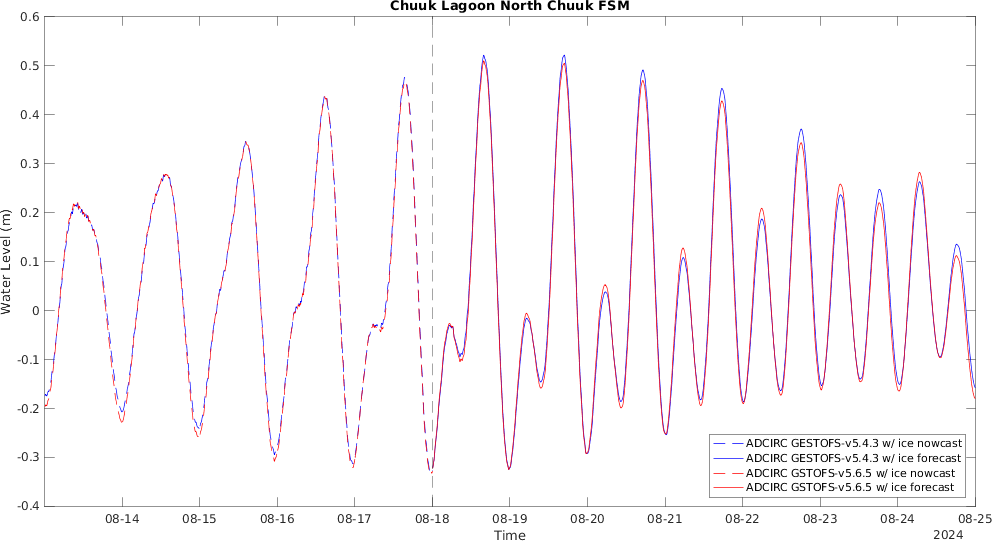 Chuuk Lagoon North Chuuk FSM
0.6
0.5
0.4
0.3
0.2
0.1
0
-0.1
-0.2
-0.3
-0.4
Water Level (m)
ADCIRC GESTOFS-v5.4.3 w/ ice nowcast
ADCIRC GESTOFS-v5.4.3 w/ ice forecast
ADCIRC GSTOFS-v5.6.5 w/ ice nowcast
ADCIRC GSTOFS-v5.6.5 w/ ice forecast
08-14 08-15 08-16 08-17 08-18 08-19 08-20 08-21 08-22 08-23 08-24 08-25
Time
2024